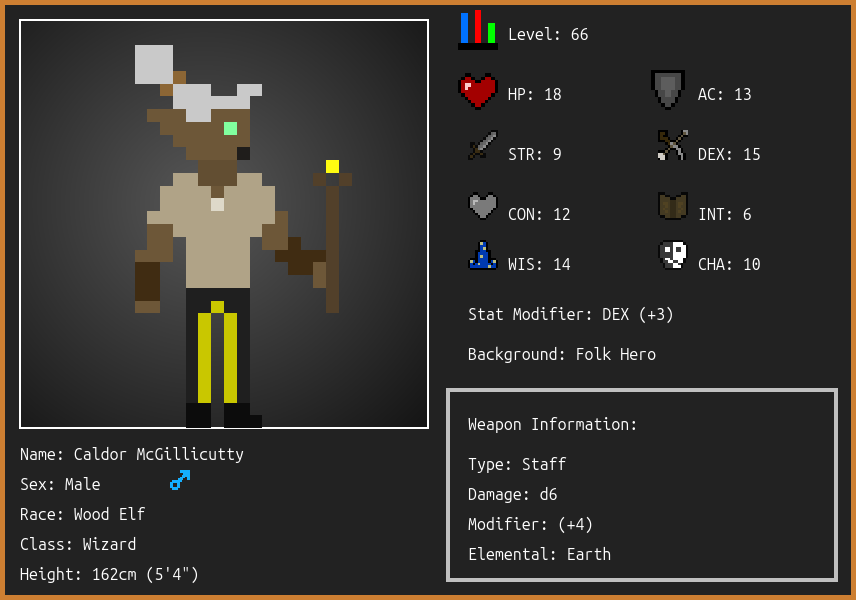 Level: 66
HP: 18
AC: 13
STR: 9
DEX: 15
CON: 12
INT: 6
WIS: 14
CHA: 10
Stat Modifier: DEX (+3)
Background: Folk Hero
Weapon Information:
Type: Staff
Damage: d6
Modifier: (+4)
Elemental: Earth
Name: Caldor McGillicutty
Sex: Male
Race: Wood Elf
Class: Wizard
Height: 162cm (5'4")